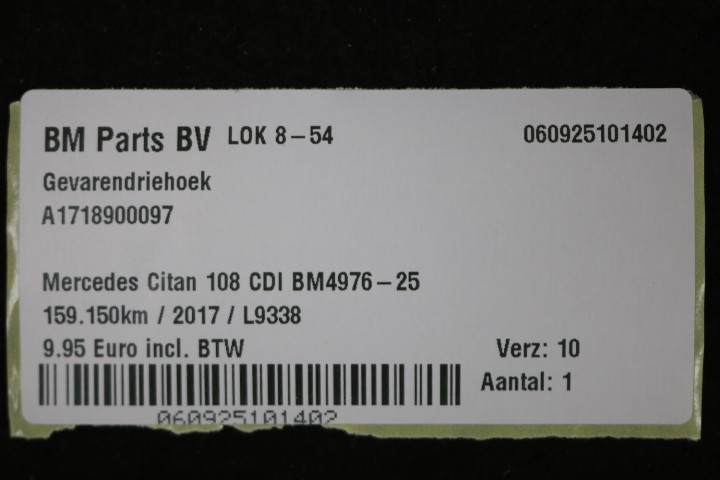 BM Parts BV LOK 8-54 060925101402
Gevarendriehoek
A1718900097
Mercedes Citan 108 CDI BM4976-25
159.150km / 2017 / L9338
9.95 Euro incl. BTW Verz: 10
Aantal: 1
060925101402